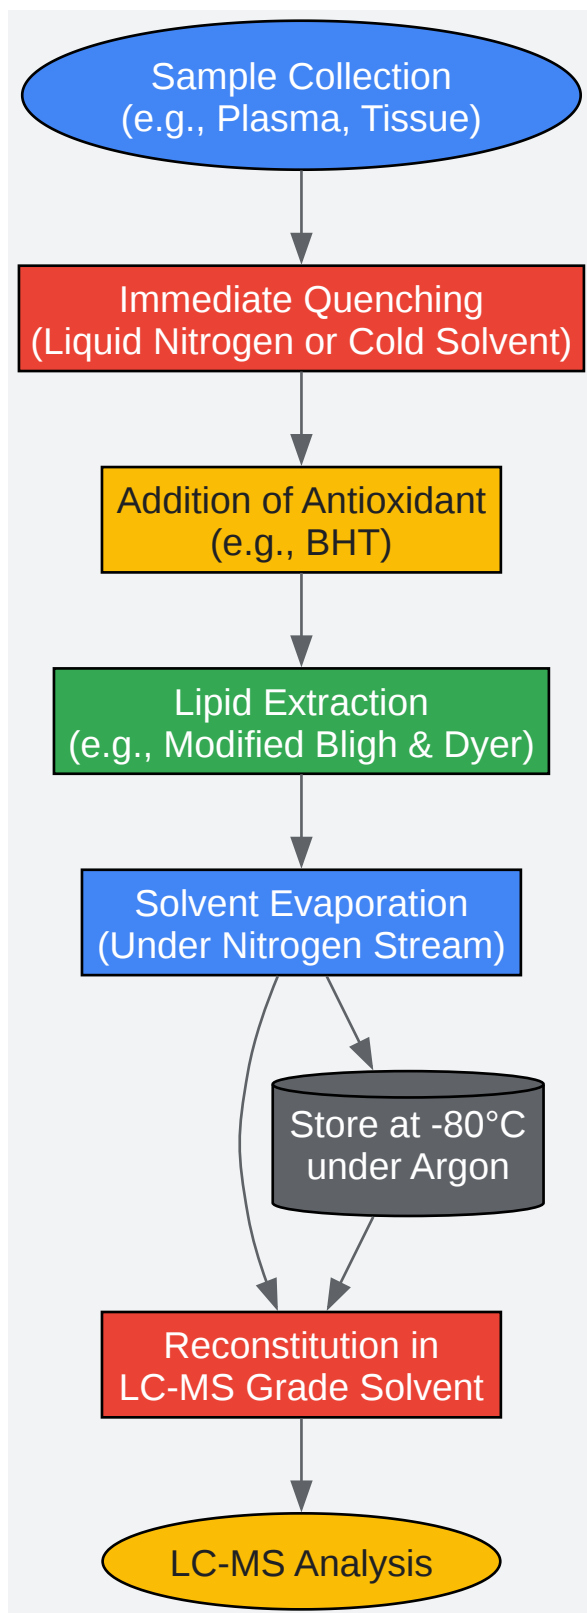 Sample Collection
(e.g., Plasma, Tissue)
Immediate Quenching
(Liquid Nitrogen or Cold Solvent)
Addition of Antioxidant
(e.g., BHT)
Lipid Extraction
(e.g., Modified Bligh & Dyer)
Solvent Evaporation
(Under Nitrogen Stream)
Store at -80°C
under Argon
Reconstitution in
LC-MS Grade Solvent
LC-MS Analysis